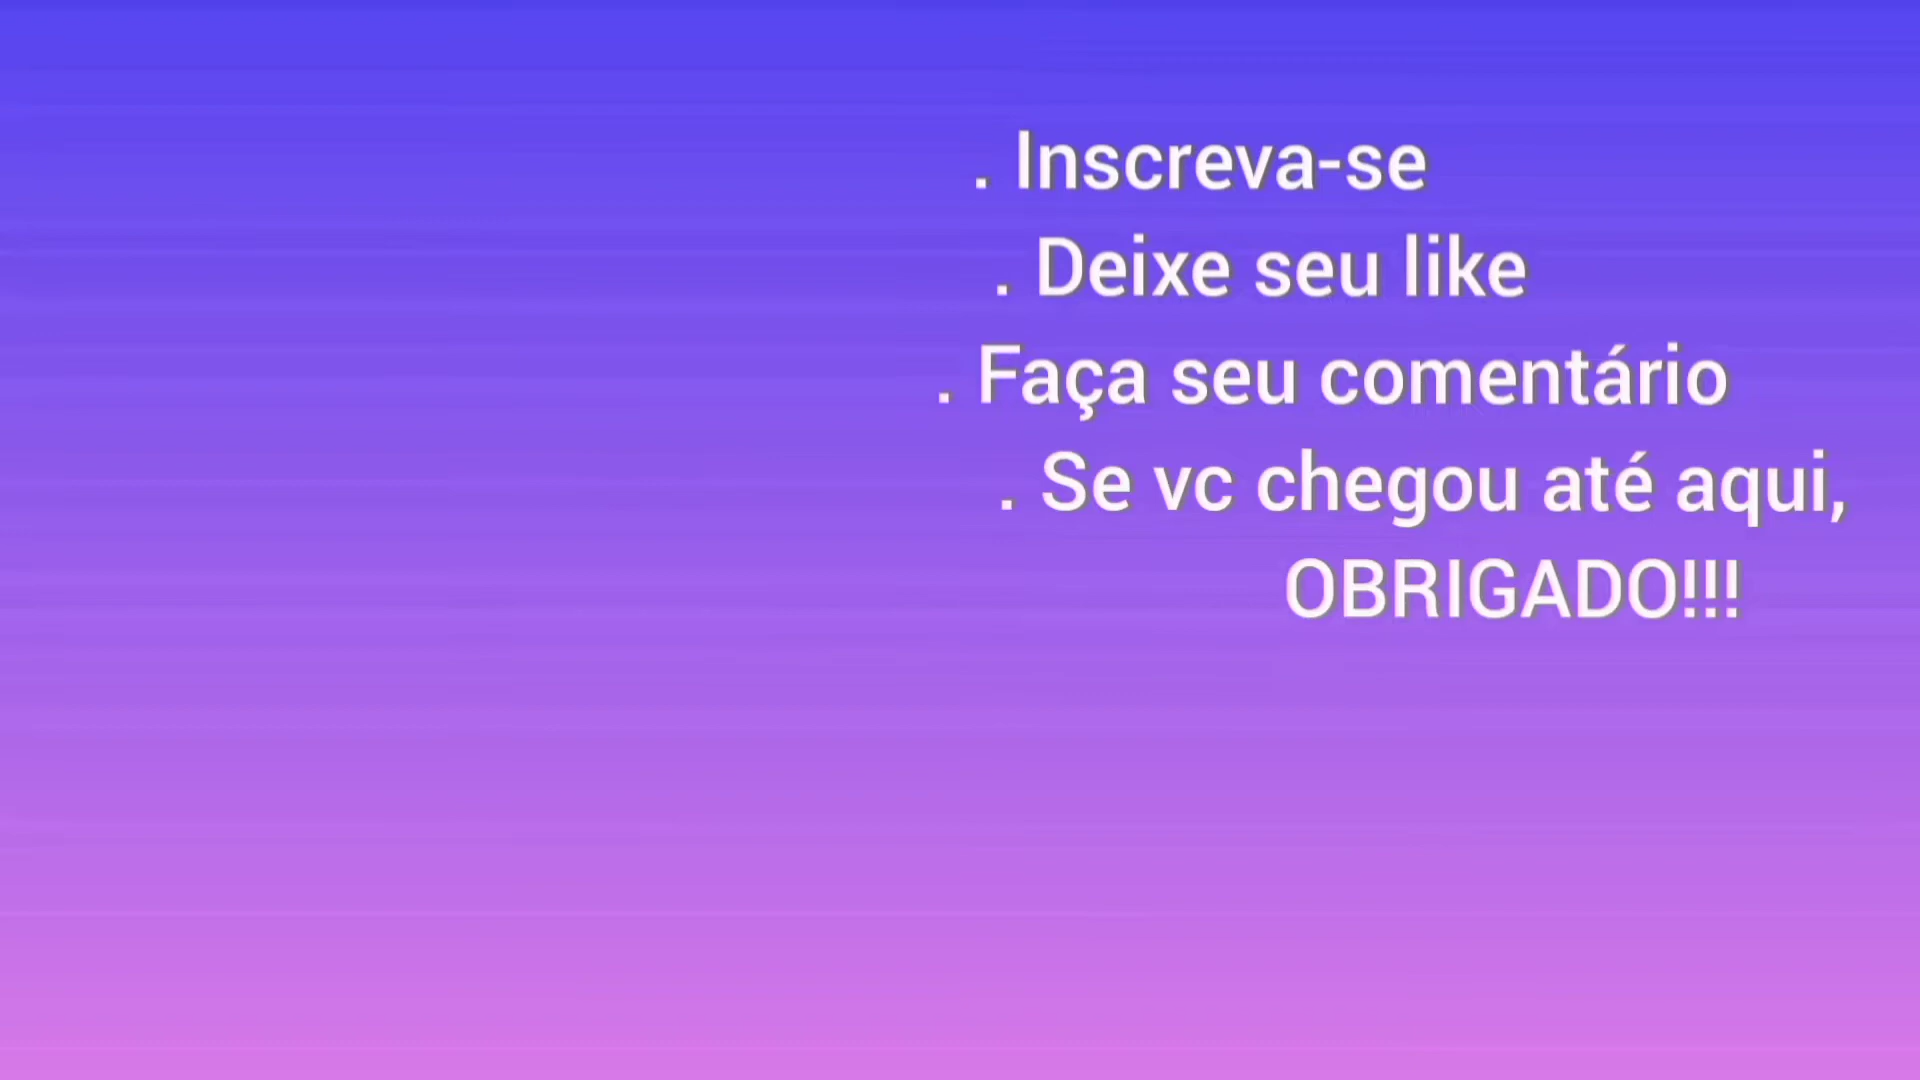 . Inscreva-se
. Deixe seu like
. Faça seu comentário
. Se vc chegou até aqui,
OBRIGADO!!!